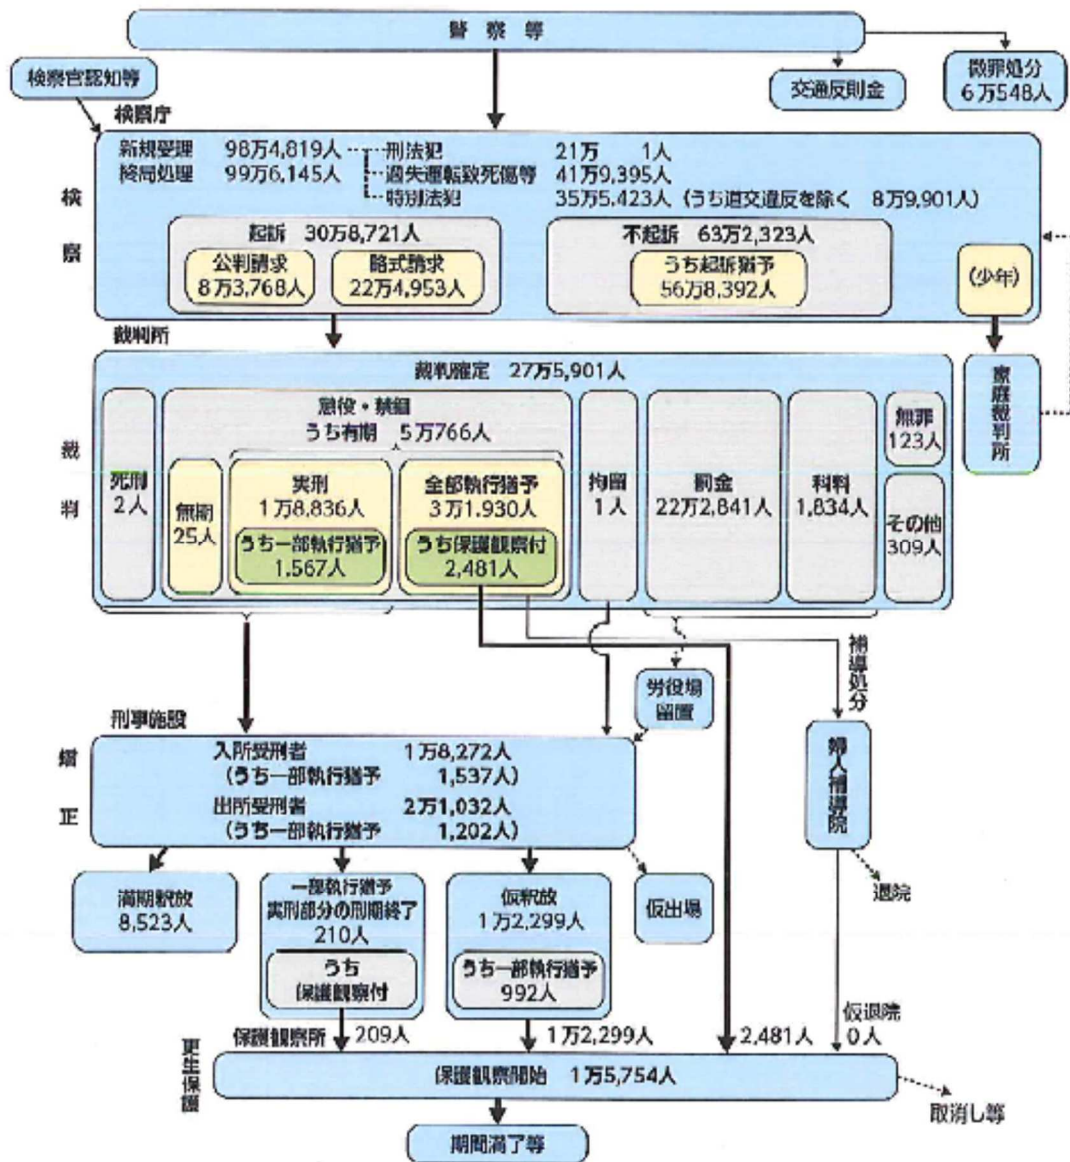 警察等
検察官認知等
交通反則金
微罪処分
6万548人
検察庁
検察
新規受理 98万4,819人 刑法犯 21万 1人
終局処理 99万6,145人 過失運転致死傷等 41万9,395人
特別法犯 35万5,423人(うち道交違反を除く 8万9,901人)
起訴 30万8,721人
公判請求
8万3,768人
略式請求
22万4,953人
不起訴 63万2,323人
うち起訴猶予
56万8,392人
(少年)
家庭裁判所
裁判所
裁判
裁判確定 27万5,901人
死刑
2人
懲役・禁錮
うち有期 5万766人
無期
25人
実刑
1万8,836人
うち一部執行猶予
1,567人
全部執行猶予
3万1,930人
うち保護観察付
2,481人
拘留
1人
罰金
22万2,841人
科料
1,834人
無罪
123人
その他
309人
補導処分
労役場
留置
婦人補導院
退院
刑事施設
矯正
入所受刑者 1万8,272人
(うち一部執行猶予 1,537人)
出所受刑者 2万1,032人
(うち一部執行猶予 1,202人)
満期釈放
8,523人
一部執行猶予
実刑部分の刑期終了
210人
うち
保護観察付
仮釈放
1万2,299人
うち一部執行猶予
992人
仮出場
更生保護
保護観察所 209人 1万2,299人 2,481人
仮退院
0人
保護観察開始 1万5,754人
取消し等
期間満了等